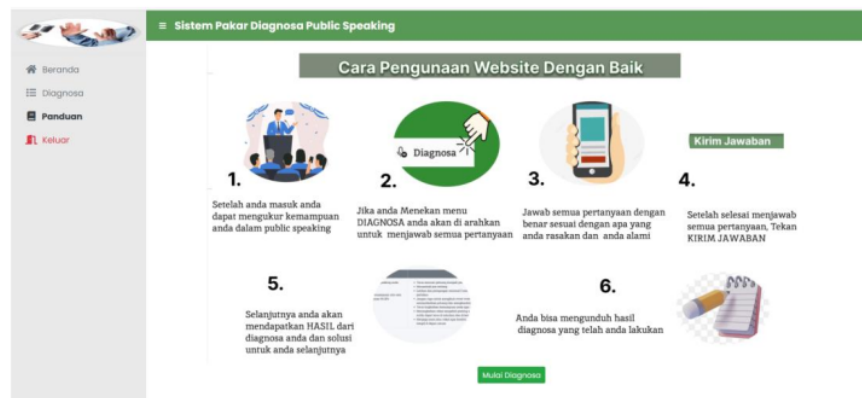 ≡ Sistem Pakar Diagnosa Public Speaking
Beranda
Diagnosa
Panduan
Keluar
Cara Pengunaan Website Dengan Baik
1.
Setelah anda masuk anda
dapat mengukur kemampuan
anda dalam public speaking
Diagnosa
2.
Jika anda Menekan menu
DIAGNOSA anda akan di arahkan
untuk menjawab semua pertanyaan
3.
Jawab semua pertanyaan dengan
benar sesuai dengan apa yang
anda rasakan dan anda alami
Kirim Jawaban
4.
Setelah selesai menjawab
semua pertanyaan, Tekan
KIRIM JAWABAN
5.
Selanjutnya anda akan
mendapatkan HASIL dari
diagnosa anda dan solusi
untuk anda selanjutnya
6.
Anda bisa mengunduh hasil
diagnosa yang telah anda lakukan
Mulai Diagnosa